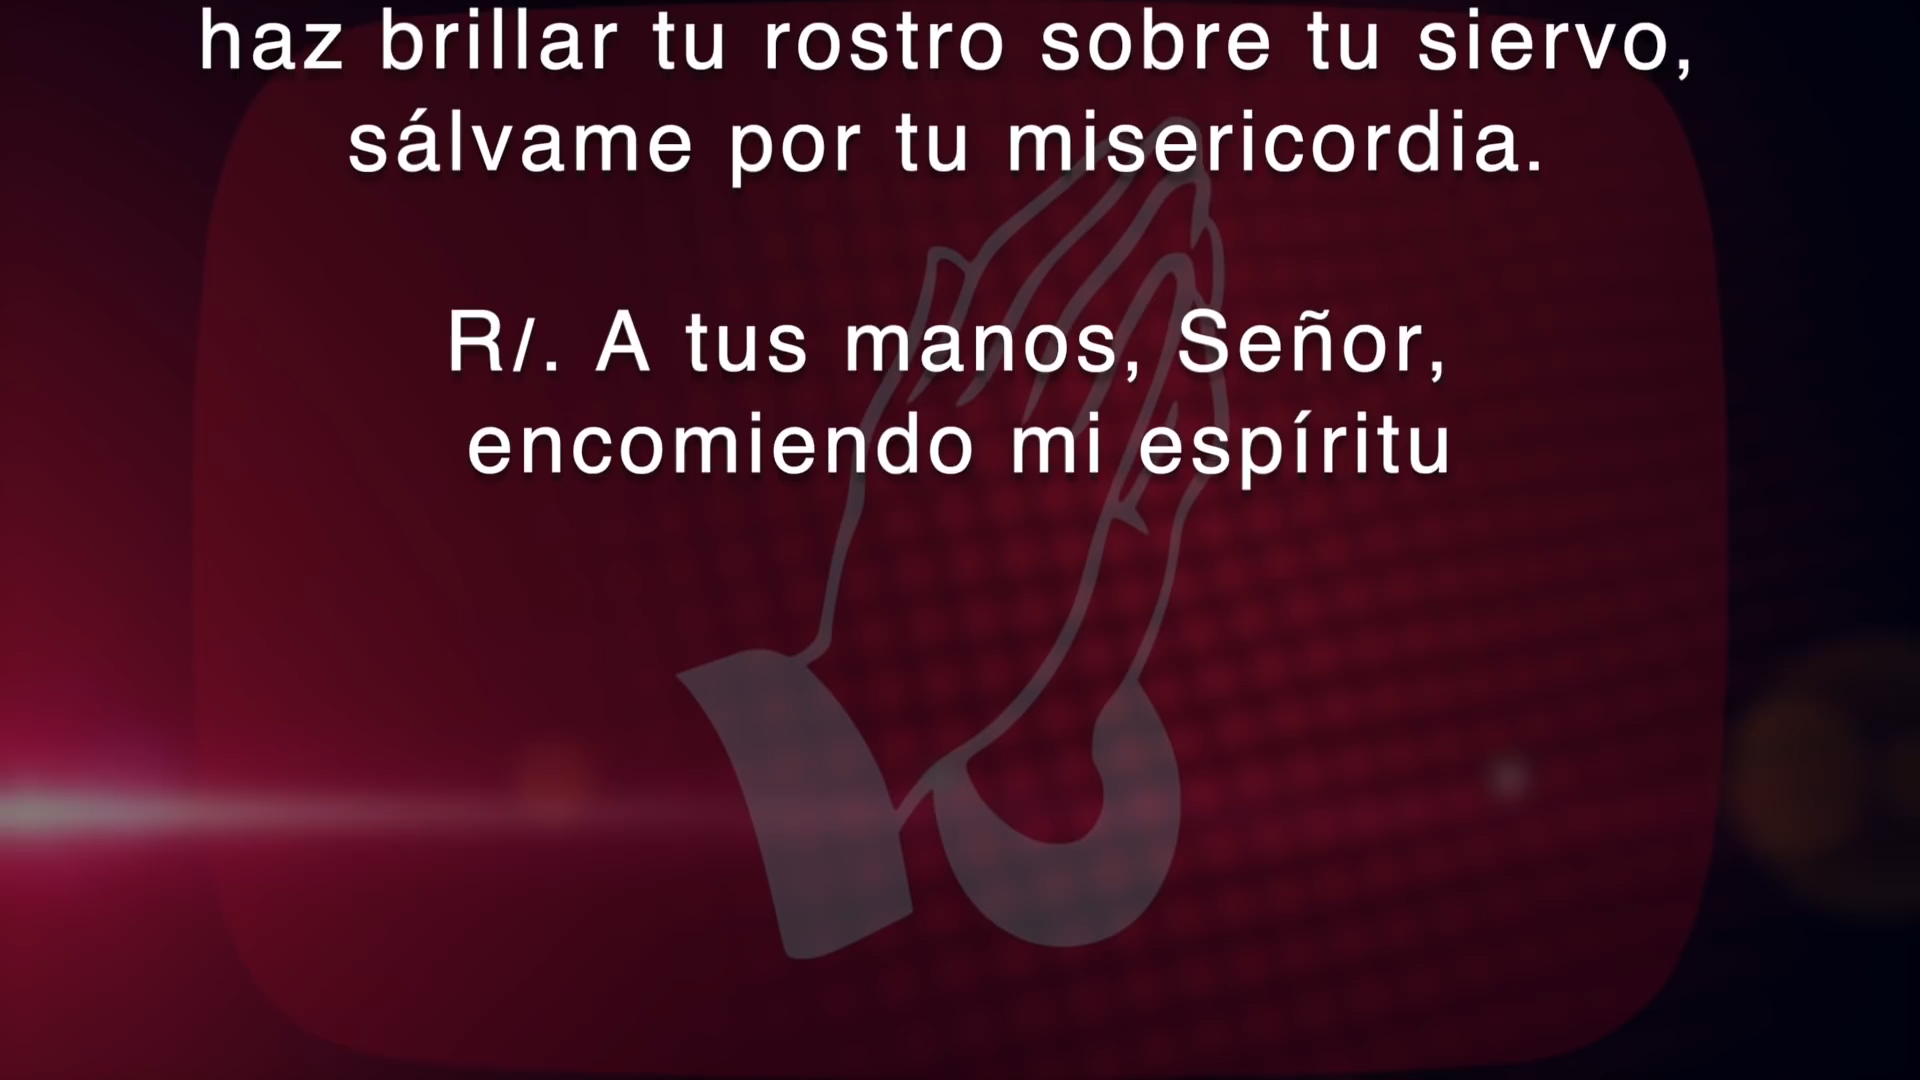 haz brillar tu rostro sobre tu siervo,
sálvame por tu misericordia.
R/. A tus manos, Señor,
encomiendo mi espíritu